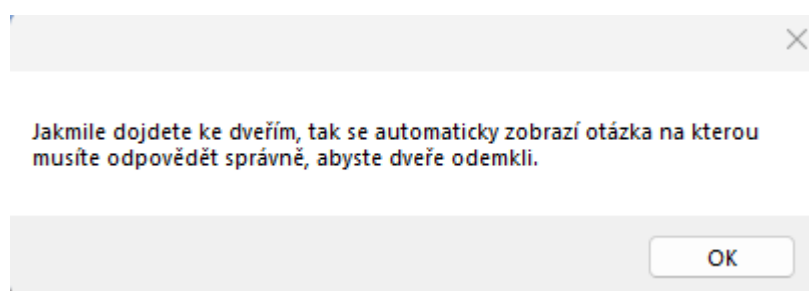 Jakmile dojdete ke dveřím, tak se automaticky zobrazí otázka na kterou
musíte odpovědět správně, abyste dveře odemkli.
OK